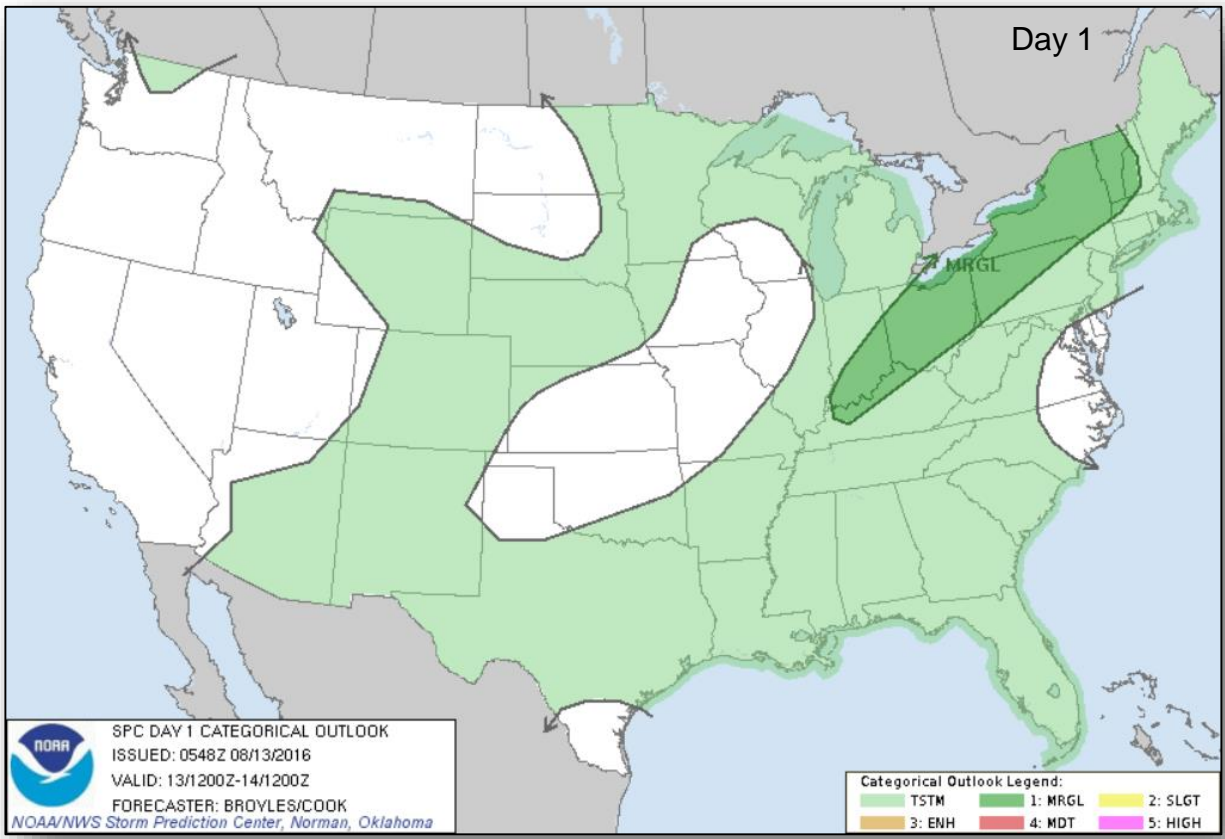 Day 1
MRGL
NOAA
SPC DAY 1 CATEGORICAL OUTLOOK
ISSUED: 0548Z 08/13/2016
VALID: 13/1200Z-14/1200Z
FORECASTER: BROYLES/COOK
NOAA/NWS Storm Prediction Center, Norman, Oklahoma
Categorical Outlook Legend:
TSTM 1: MRGL 2: SLGT
3: ENH 4: MDT 5: HIGH